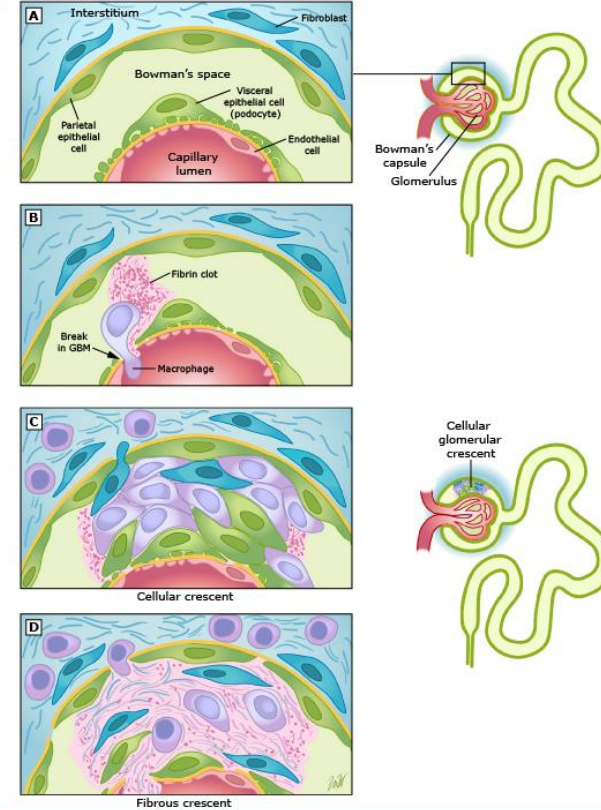 A
Interstitium
Fibroblast
Bowman's space
Visceral
epithelial cell
(podocyte)
Parietal
epithelial
cell
Endothelial
cell
Capillary
lumen
Bowman's
capsule
Glomerulus
B
Fibrin clot
Break
in GBM
Macrophage
C
Cellular crescent
Cellular
glomerular
crescent
D
Fibrous crescent